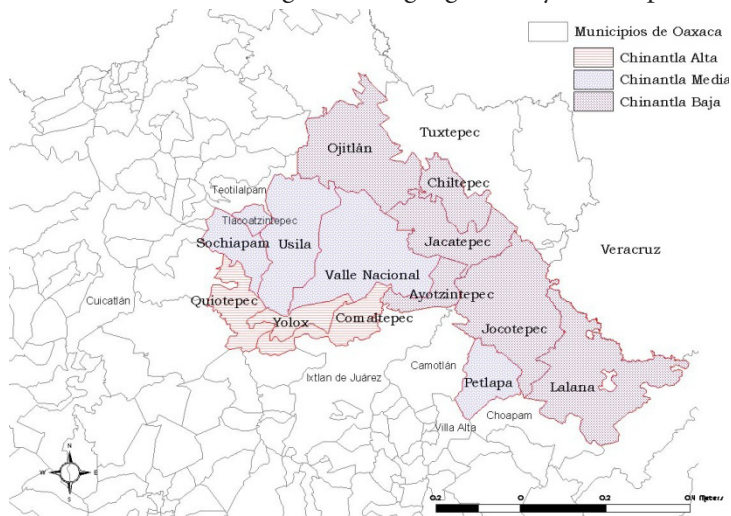 Municipios de Oaxaca
Chinantla Alta
Chinantla Media
Chinantla Baja
Tuxtepec
Ojitlán
Chiltepec
Teotilalpam
Tlacoatzintepec
Sochiapam
Usila
Jacatepec
Veracruz
Valle Nacional
Ayotzintepec
Cuicatlán
Quiotepec
Yolox
Comaltepec
Jocotepec
Ixtlan de Juárez
Camotlán
Petlapa
Lalana
Choapam
Villa Alta
N
W E
S
0.2 0 0.2 0.4 Meters